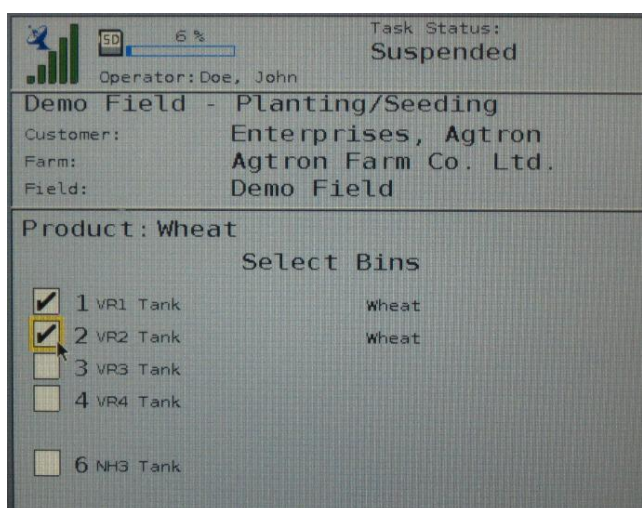 SD 6 % Task Status:
Suspended
Operator: Doe, John
Demo Field - Planting/Seeding
Customer: Enterprises, Agtron
Farm: Agtron Farm Co. Ltd.
Field: Demo Field
Product: Wheat
Select Bins
1 VR1 Tank Wheat
2 VR2 Tank Wheat
3 VR3 Tank
4 VR4 Tank
6 NH3 Tank